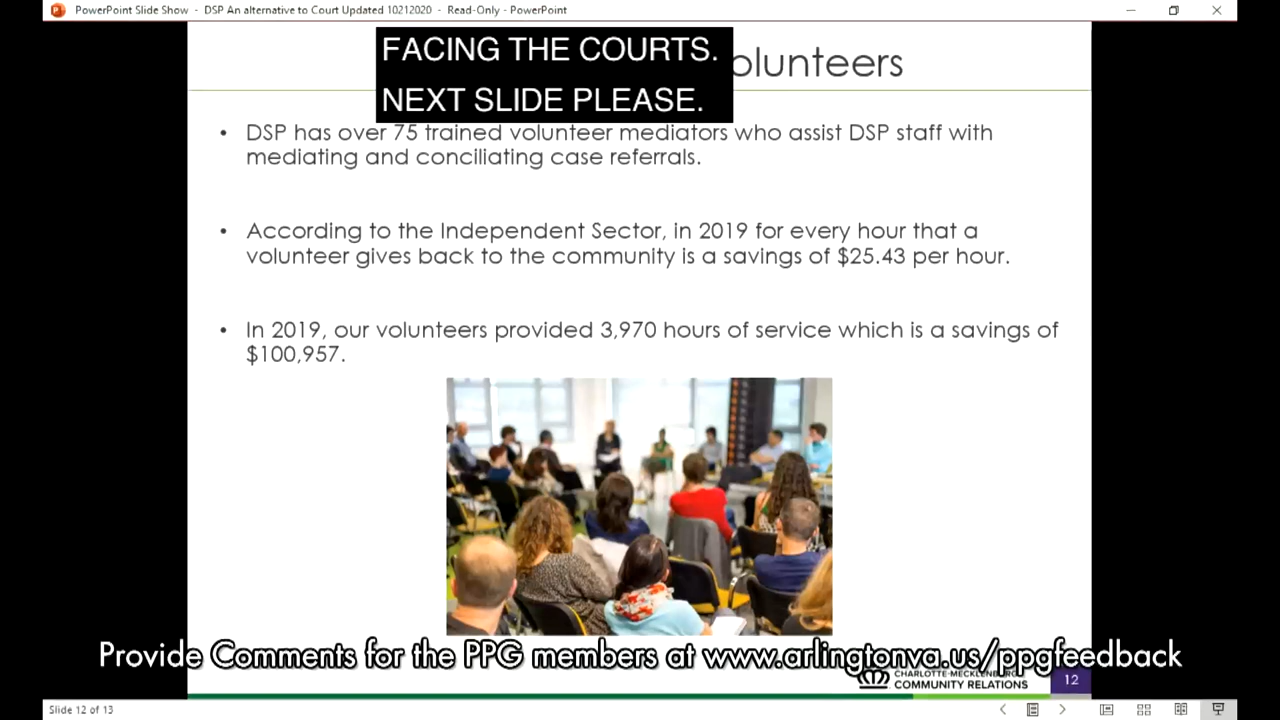 PowerPoint Slide Show - DSP An alternative to Court Updated 10212020 - Read-Only - PowerPoint
FACING THE COURTS.
NEXT SLIDE PLEASE.
olunteers
• DSP has over 75 trained volunteer mediators who assist DSP staff with
mediating and conciliating case referrals.
• According to the Independent Sector, in 2019 for every hour that a
volunteer gives back to the community is a savings of $25.43 per hour.
• In 2019, our volunteers provided 3,970 hours of service which is a savings of
$100,957.
Provide Comments for the PPG members at www.arlingtonva.us/ppgfeedback
CHARLOTTE-MECKLENBURG
COMMUNITY RELATIONS
12
Slide 12 of 13